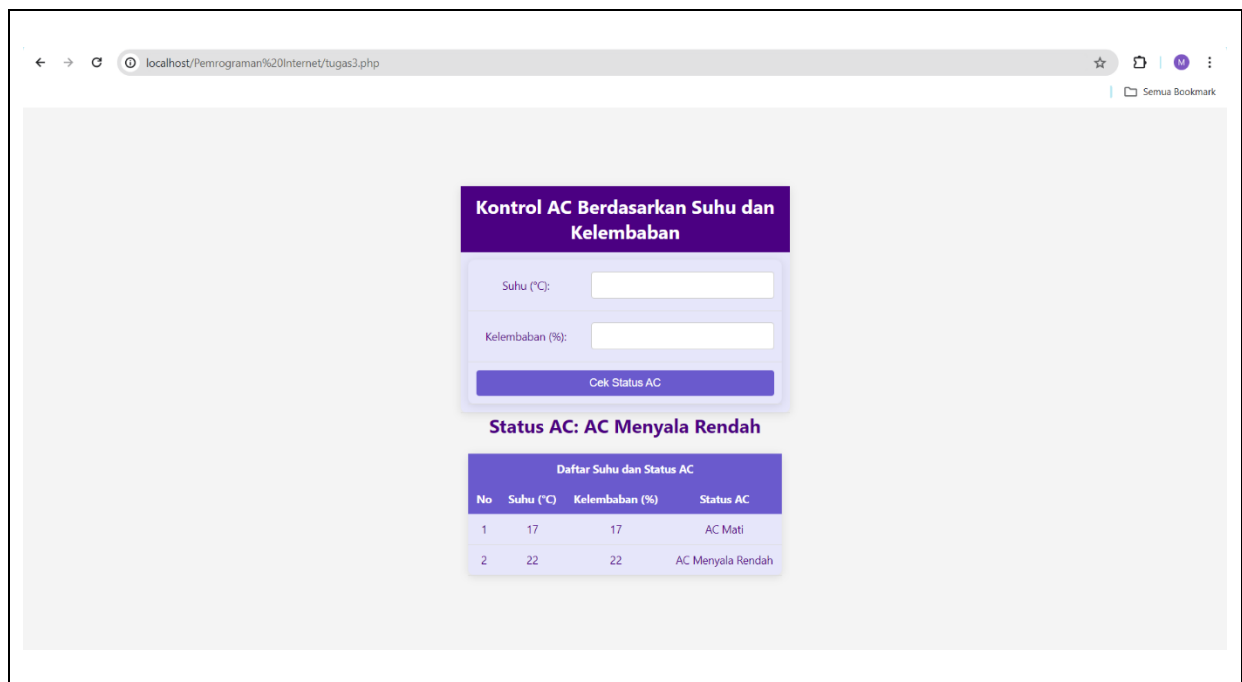 localhost/Pemrograman%20Internet/tugas3.php
M
Semua Bookmark
Kontrol AC Berdasarkan Suhu dan
Kelembaban
Suhu (°C):
Kelembaban (%):
Cek Status AC
Status AC: AC Menyala Rendah
Daftar Suhu dan Status AC
No Suhu (°C) Kelembaban (%) Status AC
1 17 17 AC Mati
2 22 22 AC Menyala Rendah